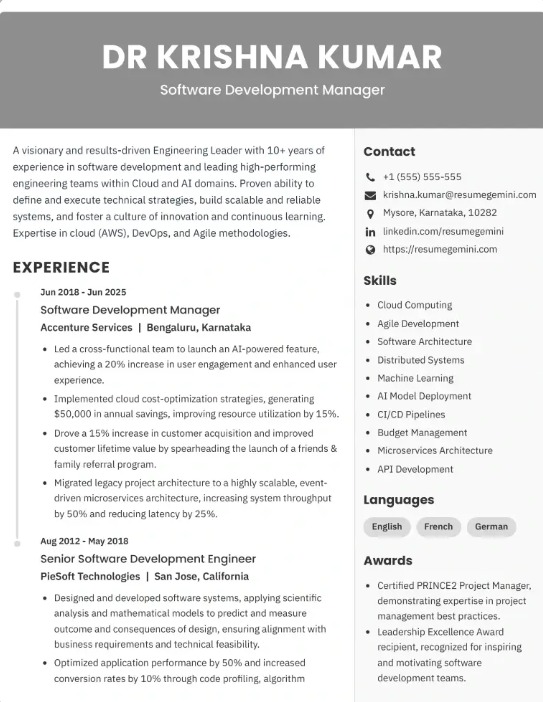 DR KRISHNA KUMAR
Software Development Manager
A visionary and results-driven Engineering Leader with 10+ years of
experience in software development and leading high-performing
engineering teams within Cloud and AI domains. Proven ability to
define and execute technical strategies, build scalable and reliable
systems, and foster a culture of innovation and continuous learning.
Expertise in cloud (AWS), DevOps, and Agile methodologies.
EXPERIENCE
Jun 2018 - Jun 2025
Software Development Manager
Accenture Services | Bengaluru, Karnataka
• Led a cross-functional team to launch an AI-powered feature,
achieving a 20% increase in user engagement and enhanced user
experience.
• Implemented cloud cost-optimization strategies, generating
$50,000 in annual savings, improving resource utilization by 15%.
• Drove a 15% increase in customer acquisition and improved
customer lifetime value by spearheading the launch of a friends &
family referral program.
• Migrated legacy project architecture to a highly scalable, event-
driven microservices architecture, increasing system throughput
by 50% and reducing latency by 25%.
Aug 2012 - May 2018
Senior Software Development Engineer
PieSoft Technologies | San Jose, California
• Designed and developed software systems, applying scientific
analysis and mathematical models to predict and measure
outcome and consequences of design, ensuring alignment with
business requirements and technical feasibility.
• Optimized application performance by 50% and increased
conversion rates by 10% through code profiling, algorithm
Contact
+1 (555) 555-555
krishna.kumar@resumegemini.com
Mysore, Karnataka, 10282
linkedin.com/resumegemini
https://resumegemini.com
Skills
• Cloud Computing
• Agile Development
• Software Architecture
• Distributed Systems
• Machine Learning
• AI Model Deployment
• CI/CD Pipelines
• Budget Management
• Microservices Architecture
• API Development
Languages
English French German
Awards
• Certified PRINCE2 Project Manager,
demonstrating expertise in project
management best practices.
• Leadership Excellence Award
recipient, recognized for inspiring
and motivating software
development teams.